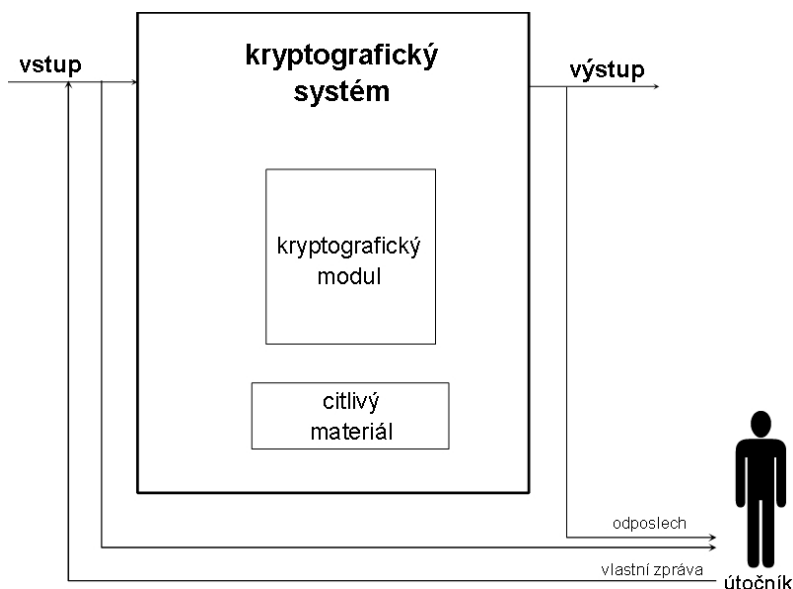 vstup
kryptografický
systém
výstup
kryptografický
modul
citlivý
materiál
odposlech
vlastní zpráva
útočník